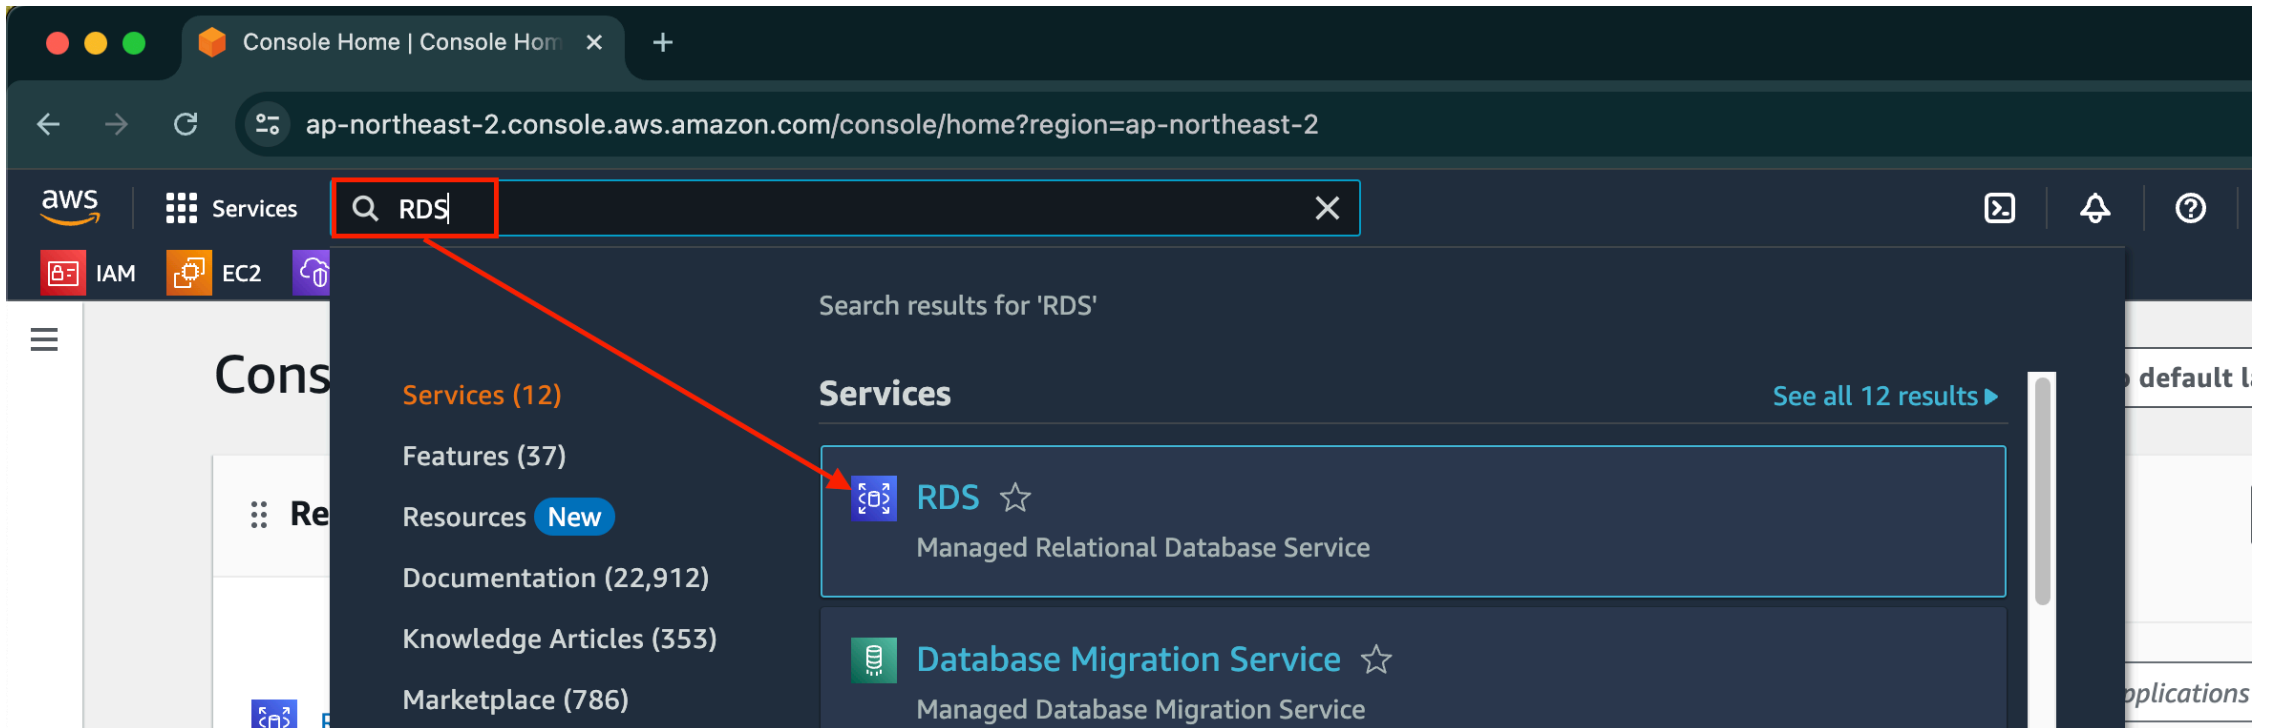 Console Home | Console Hom
ap-northeast-2.console.aws.amazon.com/console/home?region=ap-northeast-2
aws
Services
RDS
IAM
EC2
Search results for 'RDS'
Cons
Services (12)
Services
See all 12 results
default l
Features (37)
RDS
Re
Resources New
Managed Relational Database Service
Documentation (22,912)
Knowledge Articles (353)
Database Migration Service
Marketplace (786)
Managed Database Migration Service
pplications